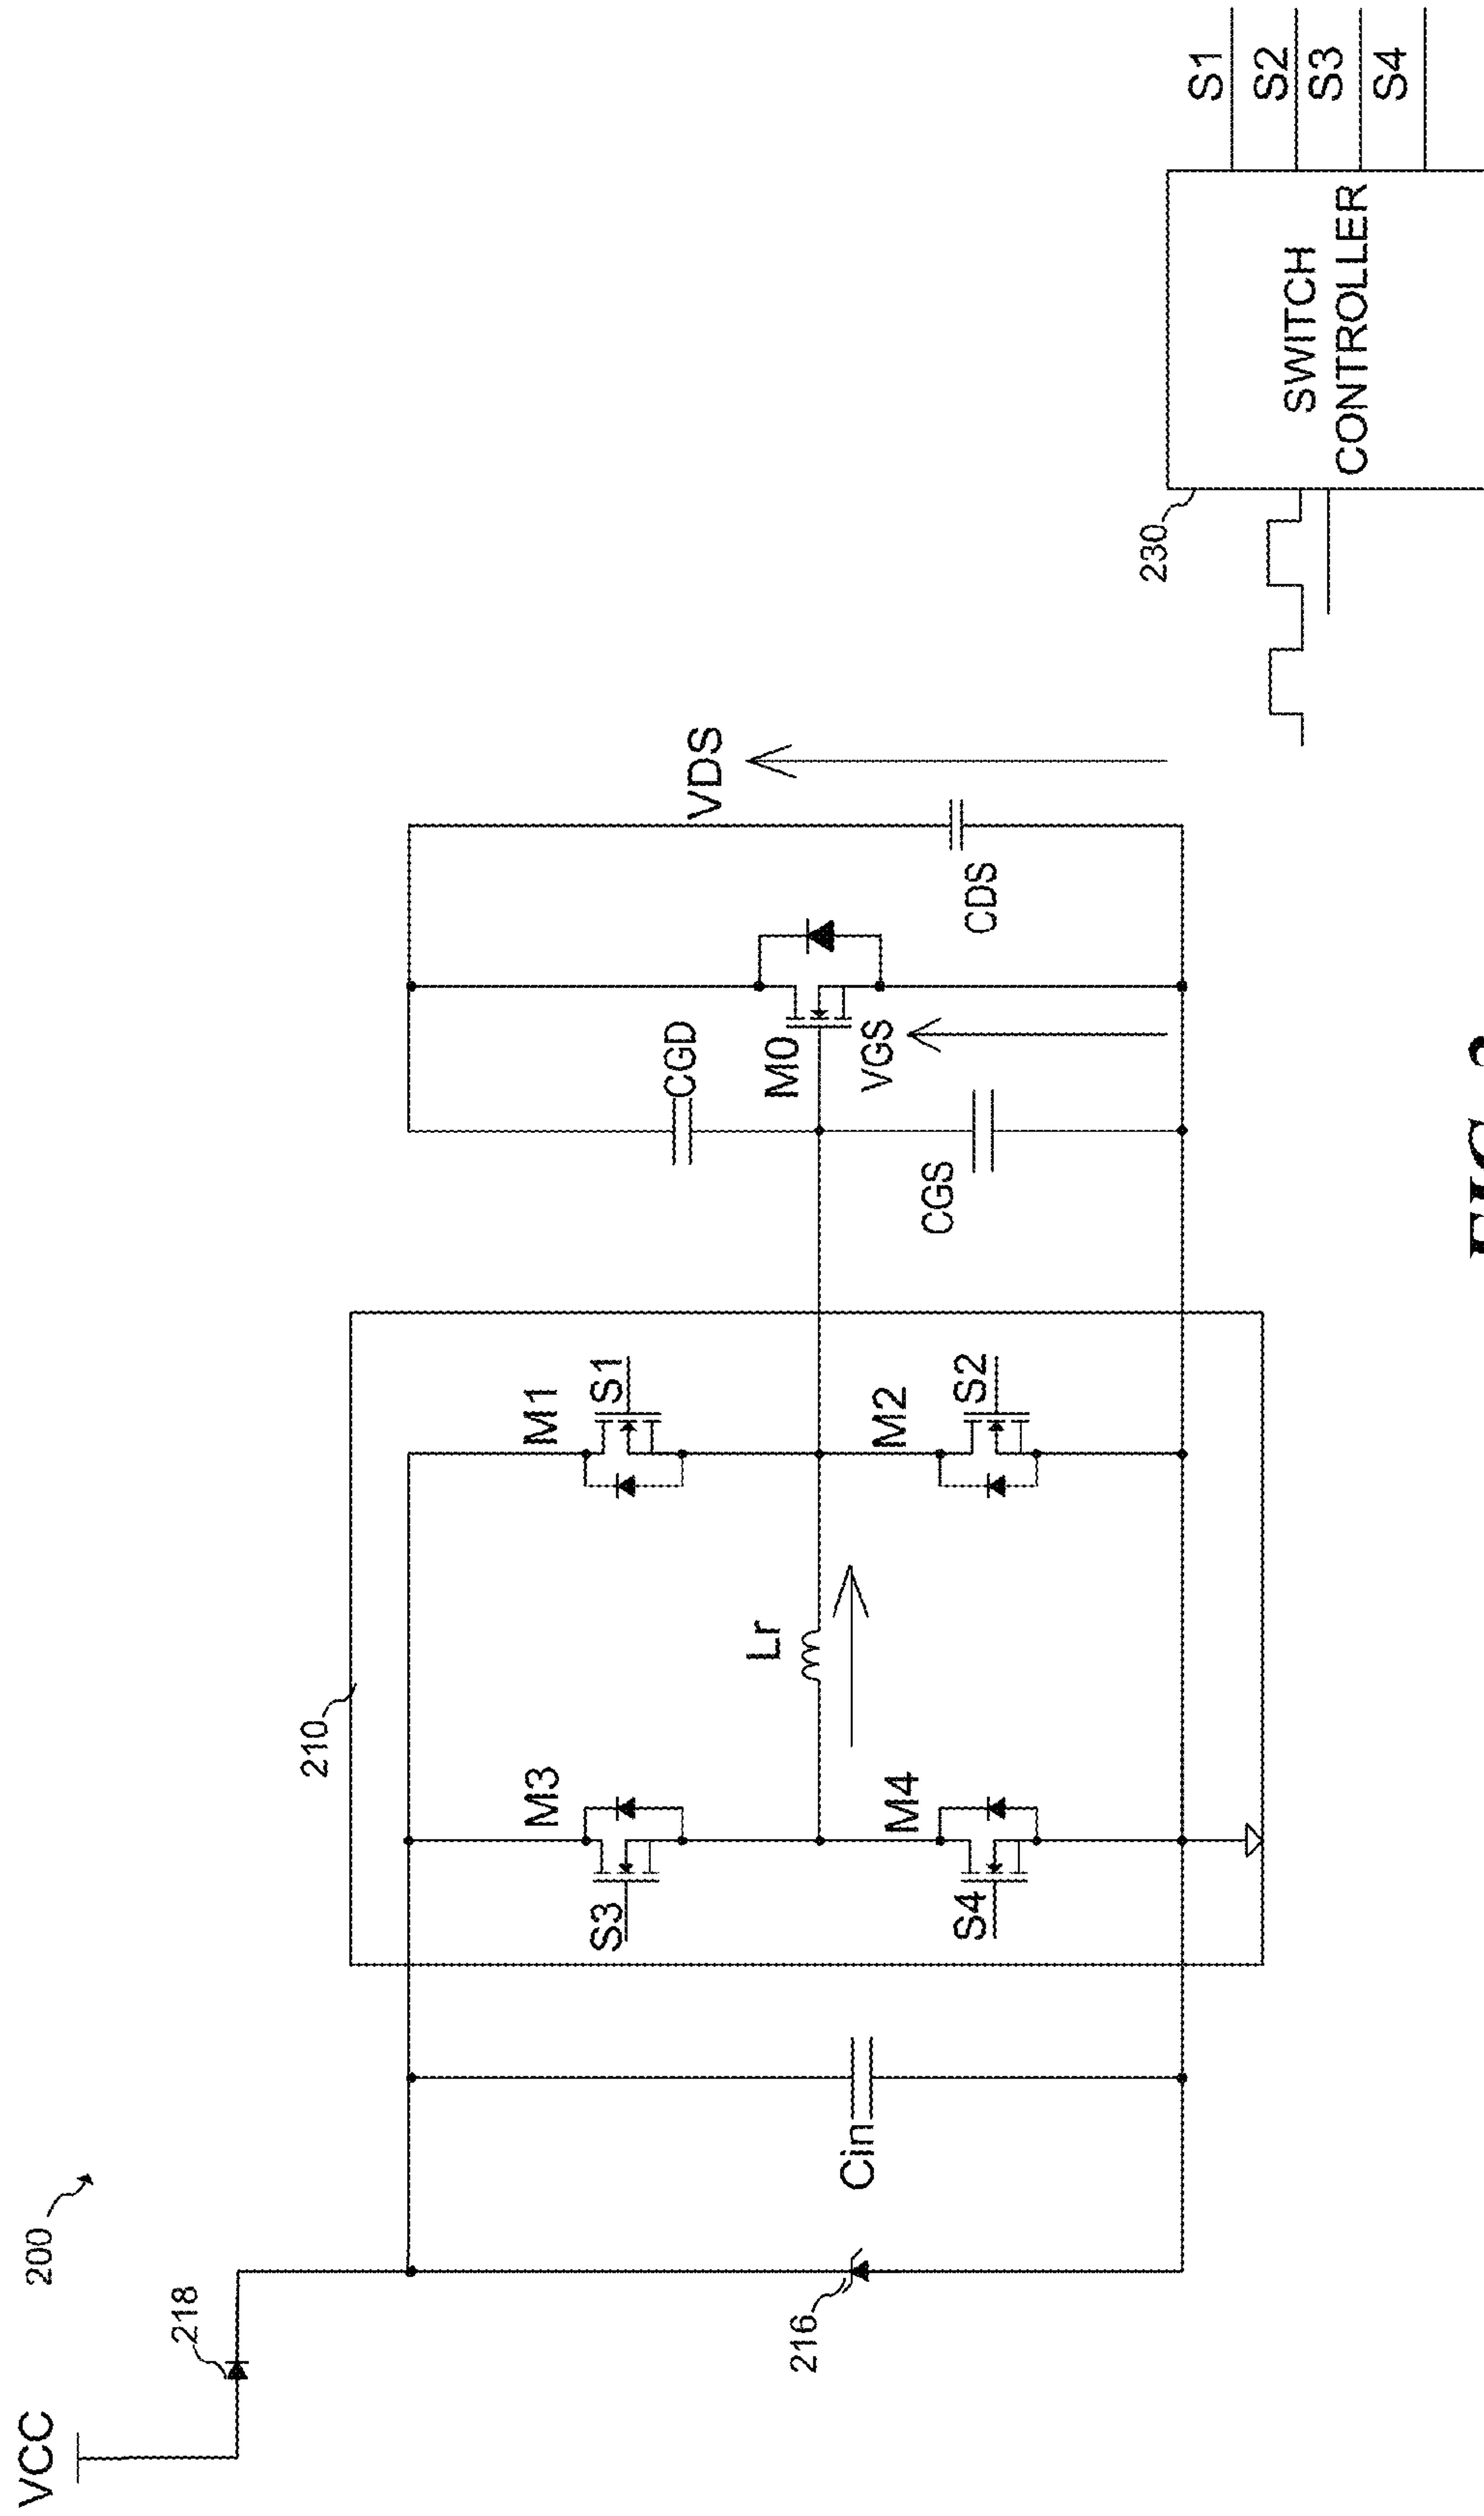 200
VCC
218
216
Cin
210
M3
S3
M4
S4
Lr
M1
S1
M2
S2
CGD
CGS
M0
VGS
CDS
VDS
230
SWITCH
CONTROLLER
S1
S2
S3
S4